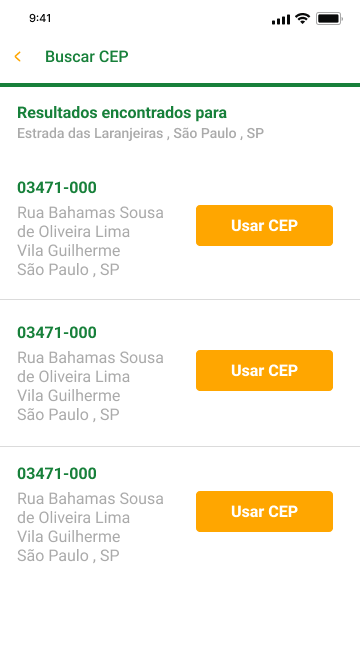 9:41
Buscar CEP
Resultados encontrados para
Estrada das Laranjeiras , São Paulo , SP
03471-000
Rua Bahamas Sousa
de Oliveira Lima
Vila Guilherme
São Paulo , SP
Usar CEP
03471-000
Rua Bahamas Sousa
de Oliveira Lima
Vila Guilherme
São Paulo , SP
Usar CEP
03471-000
Rua Bahamas Sousa
de Oliveira Lima
Vila Guilherme
São Paulo , SP
Usar CEP